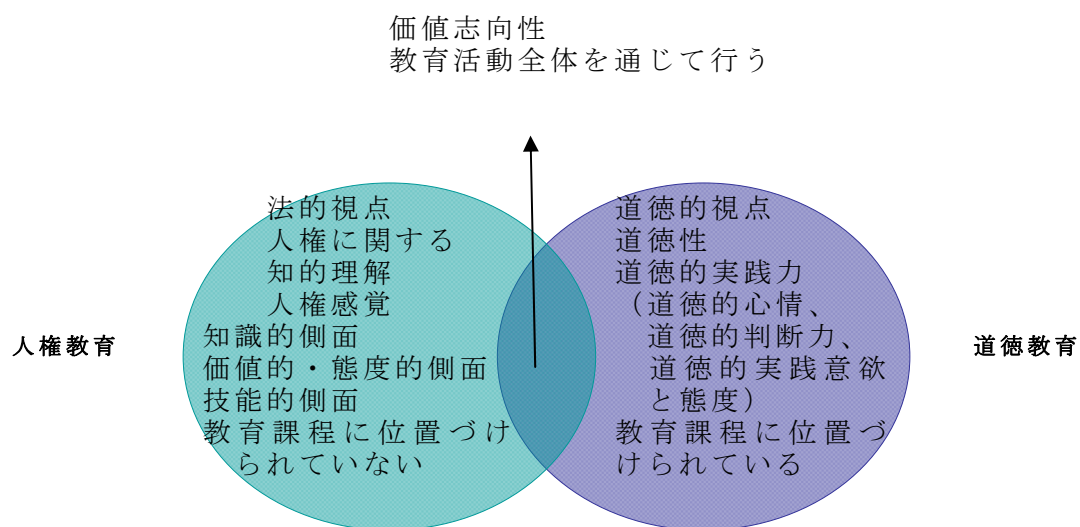 価値志向性
教育活動全体を通じて行う
人権教育
法的視点
人権に関する
知的理解
人権感覚
知識的側面
価値的・態度的側面
技能的側面
教育課程に位置づけ
られていない
道徳的視点
道徳性
道徳的実践力
（道徳的心情、
道徳的判断力、
道徳的実践意欲
と態度）
教育課程に位置づ
けられている
道徳教育